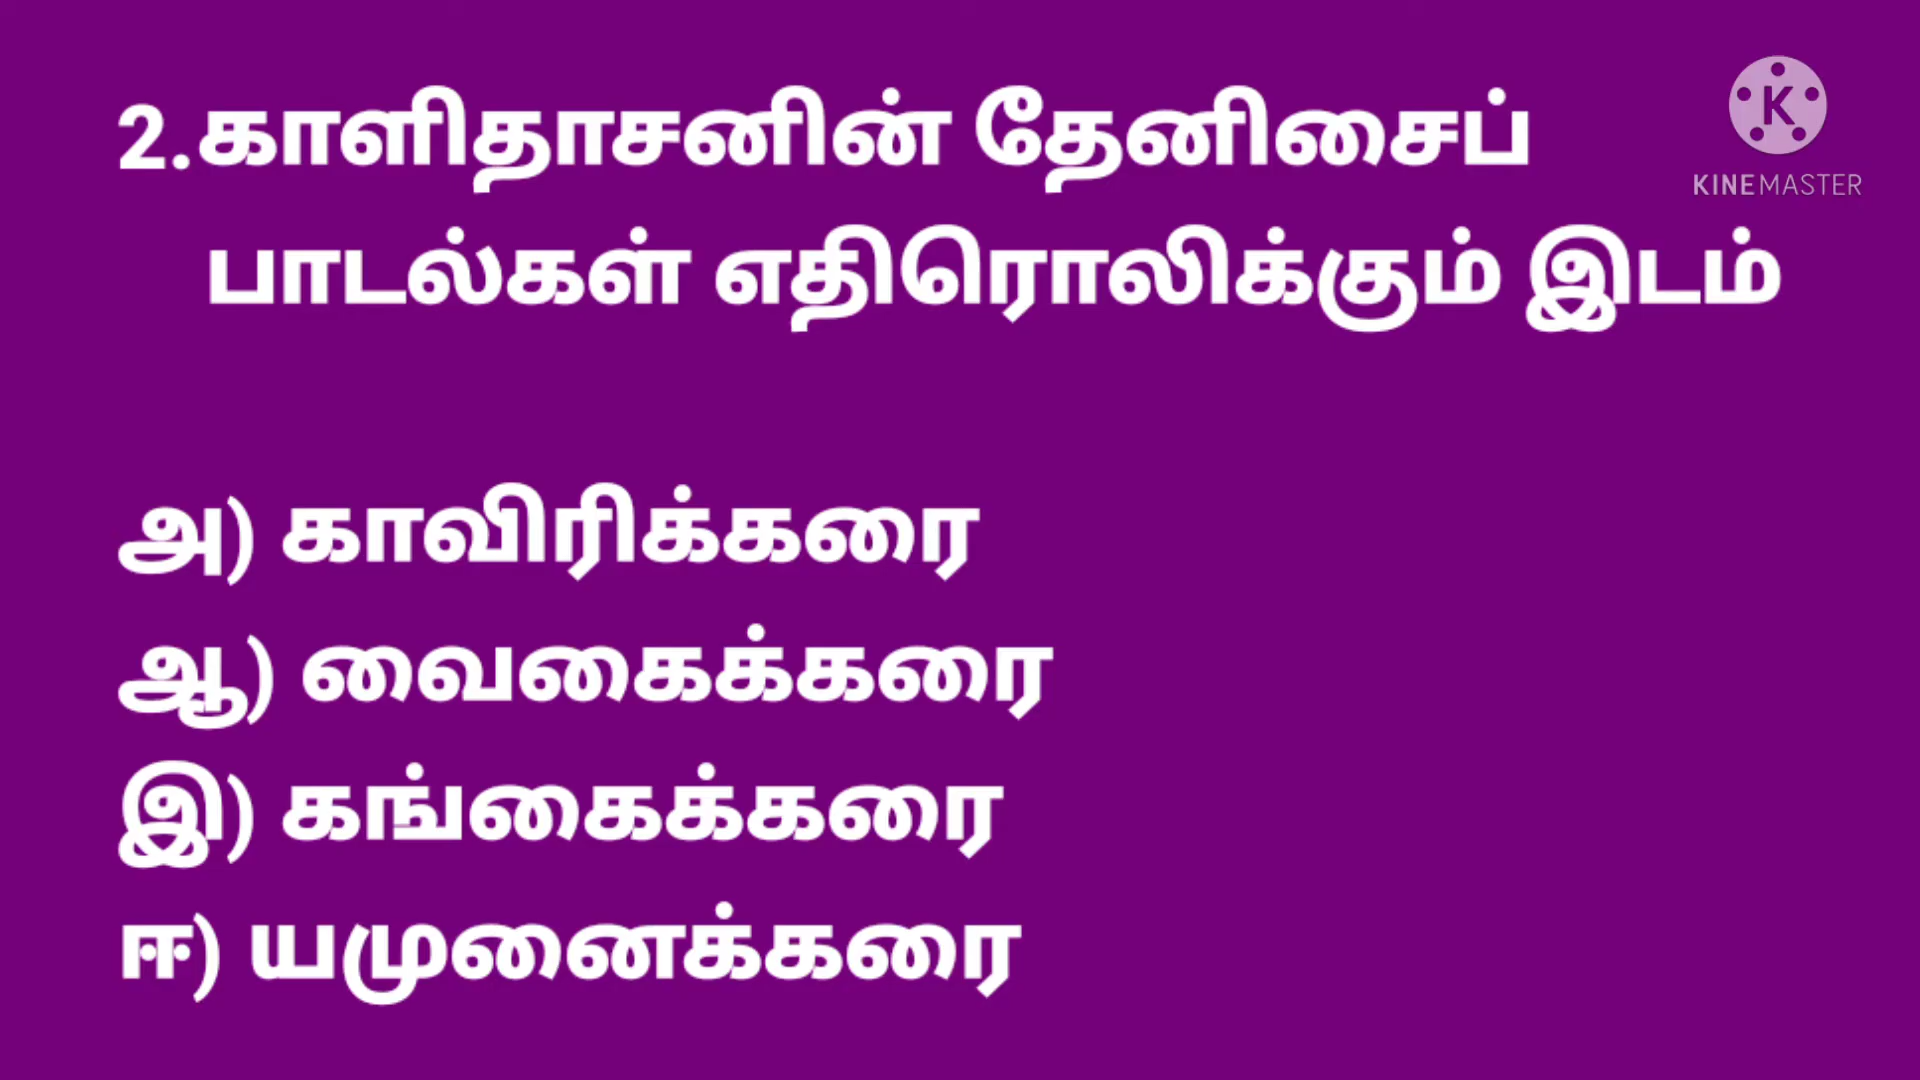 2.காளிதாசனின் தேனிசைப்
பாடல்கள் எதிரொலிக்கும் இடம்
அ) காவிரிக்கரை
ஆ) வைகைக்கரை
இ) கங்கைக்கரை
ஈ) யமுனைக்கரை
K
KINEMASTER